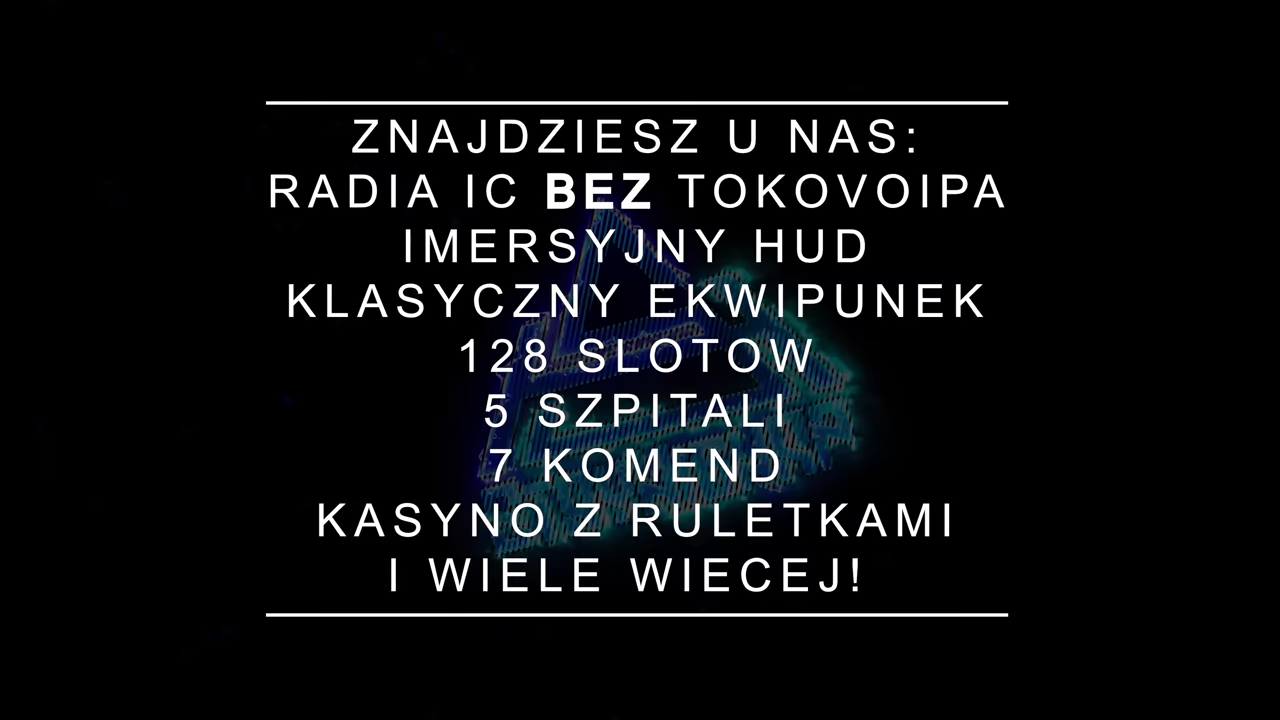 ZNAJDZIESZ U NAS:
RADIA IC BEZ TOKOVOIPA
IMERSYJNY HUD
KLASYCZNY EKWIPUNEK
128 SLOTOW
5 SZPITALI
7 KOMEND
KASYNO Z RULETKAMI
I WIELE WIECEJ!